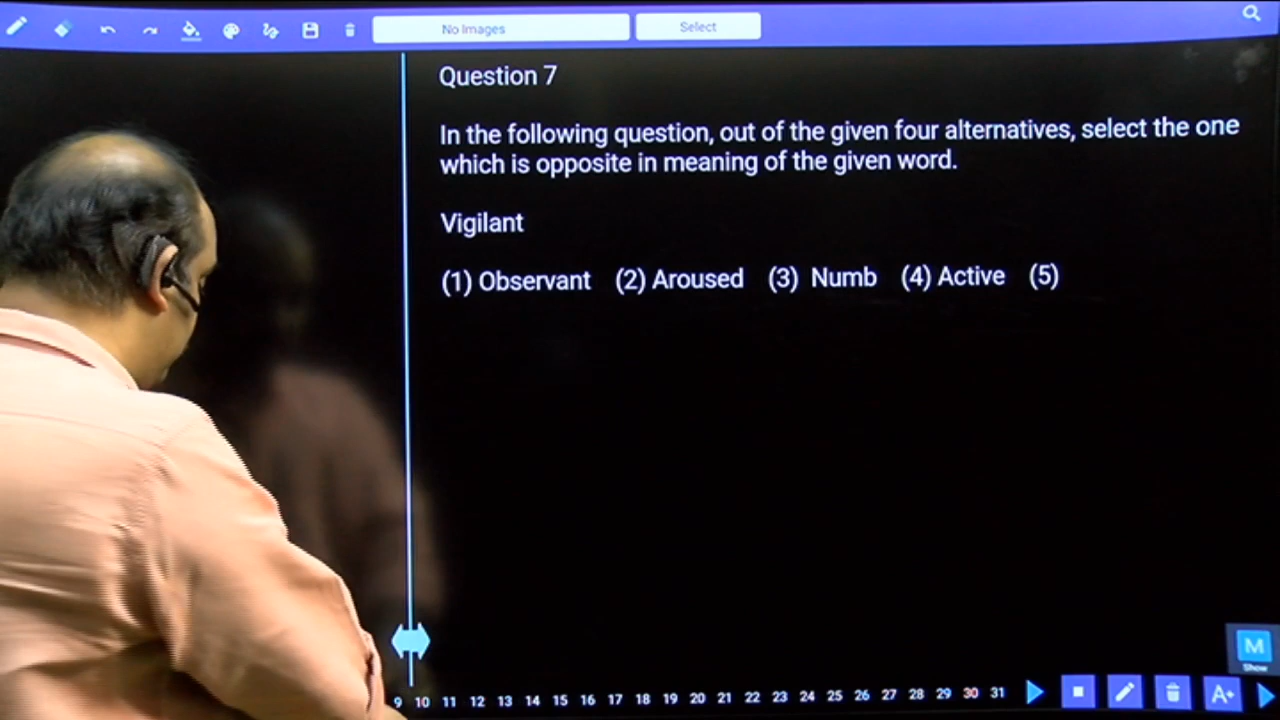 No Images Select
Question 7
In the following question, out of the given four alternatives, select the one
which is opposite in meaning of the given word.
Vigilant
(1) Observant (2) Aroused (3) Numb (4) Active (5)
M
Show
9 10 11 12 13 14 15 16 17 18 19 20 21 22 23 24 25 26 27 28 29 30 31
A+